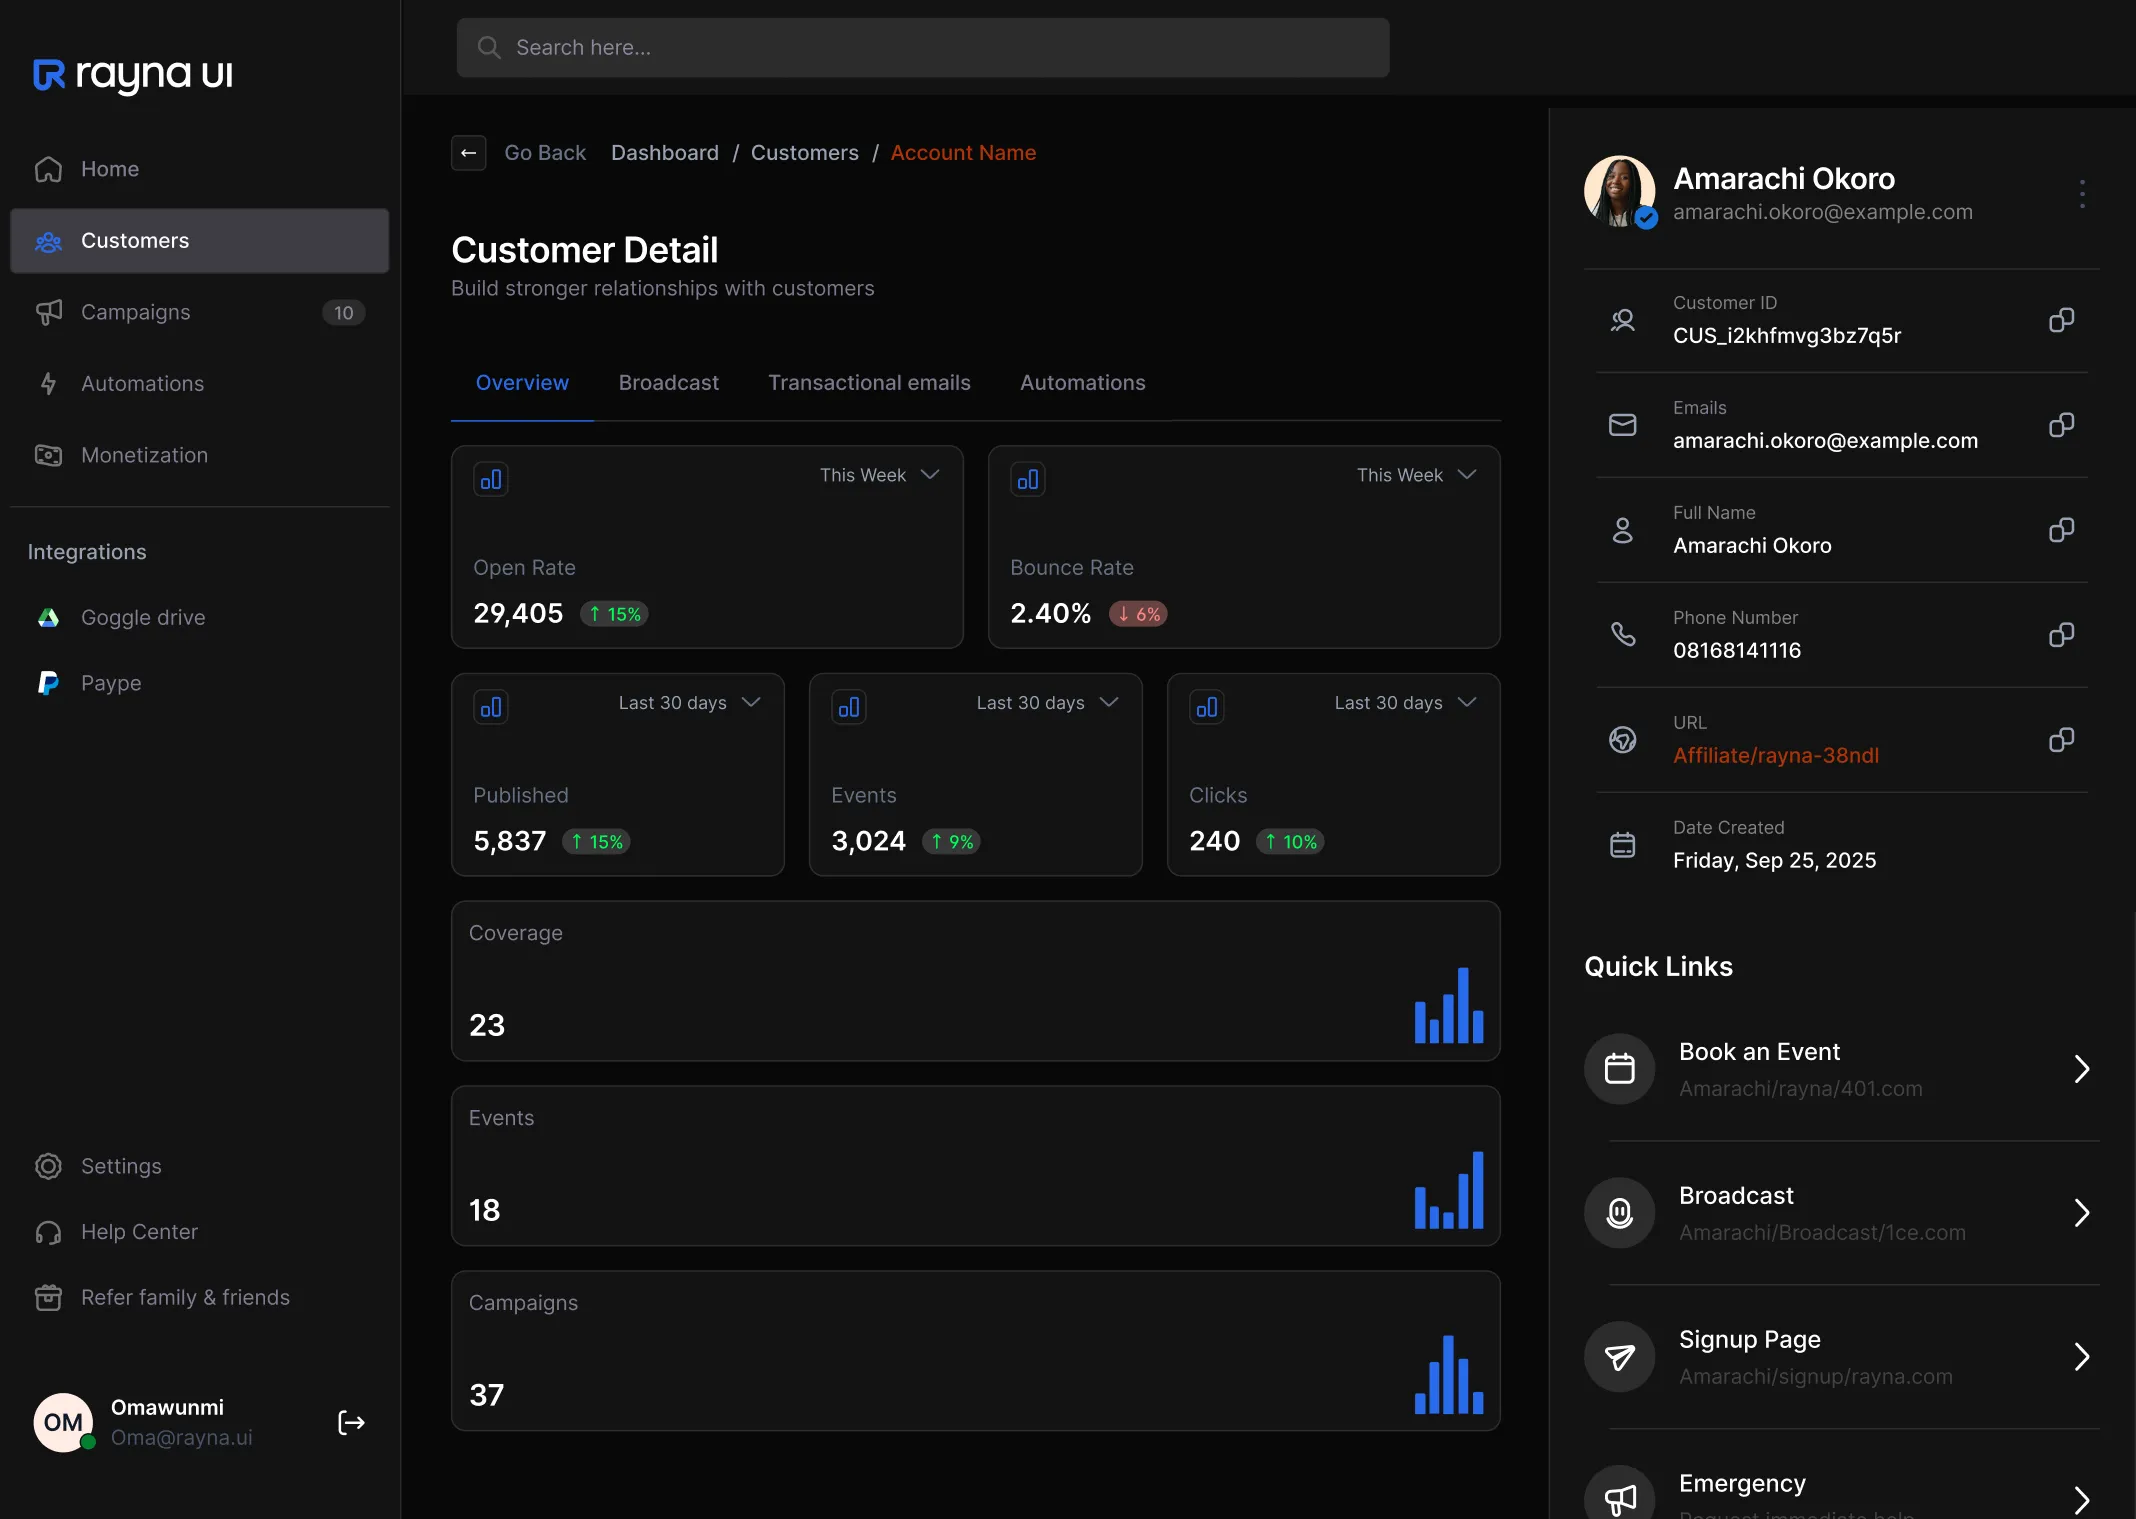 rayna UI
Search here...
Home
Customers
Campaigns 10
Automations
Monetization
Integrations
Goggle drive
Paype
Settings
Help Center
Refer family & friends
OM
Omawunmi
Oma@rayna.ui
Go Back Dashboard / Customers / Account Name
Customer Detail
Build stronger relationships with customers
Overview Broadcast Transactional emails Automations
This Week
Open Rate
29,405 ↑ 15%
This Week
Bounce Rate
2.40% ↓ 6%
Last 30 days
Published
5,837 ↑ 15%
Last 30 days
Events
3,024 ↑ 9%
Last 30 days
Clicks
240 ↑ 10%
Coverage
23
Events
18
Campaigns
37
Amarachi Okoro
amarachi.okoro@example.com
Customer ID
CUS_i2khfmvg3bz7q5r
Emails
amarachi.okoro@example.com
Full Name
Amarachi Okoro
Phone Number
08168141116
URL
Affiliate/rayna-38ndl
Date Created
Friday, Sep 25, 2025
Quick Links
Book an Event
Amarachi/rayna/401.com
Broadcast
Amarachi/Broadcast/1ce.com
Signup Page
Amarachi/signup/rayna.com
Emergency
Request immediate help